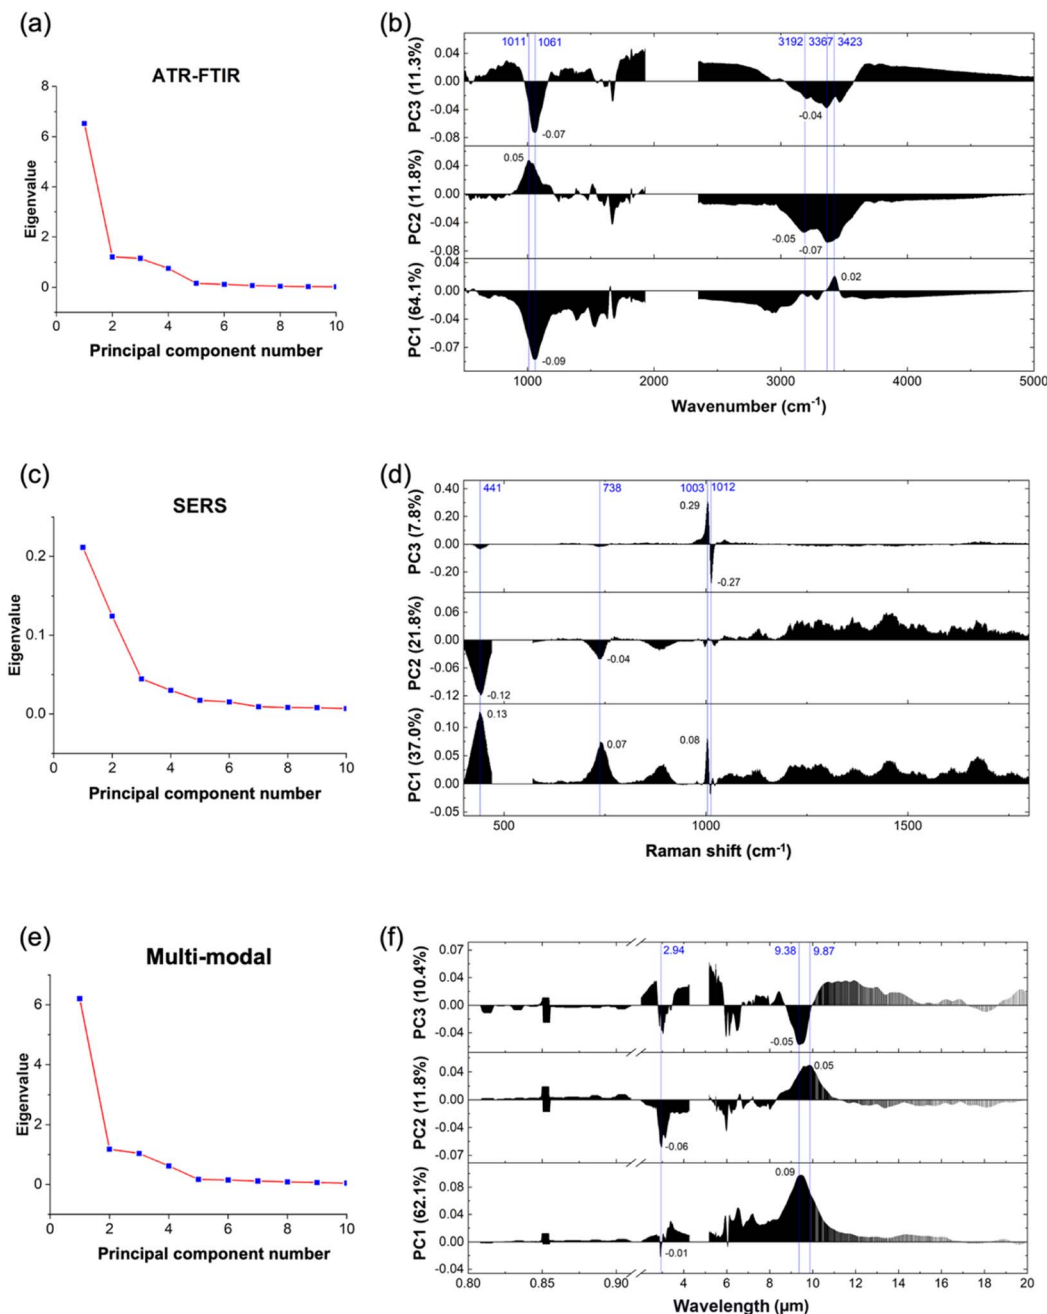 (a)
ATR-FTIR
8
6
4
2
0
Eigenvalue
0 2 4 6 8 10
Principal component number
(b)
1011 1061 3192 3367 3423
PC3 (11.3%)
0.04
0.00
-0.04
-0.08
-0.07
-0.04
PC2 (11.8%)
0.04
0.00
-0.04
-0.08
0.05
-0.05
-0.07
PC1 (64.1%)
0.04
0.00
-0.07
0.02
-0.09
1000 2000 3000 4000 5000
Wavenumber (cm-1)
(c)
SERS
0.2
0.1
0.0
Eigenvalue
0 2 4 6 8 10
Principal component number
(d)
441 738 1003 1012
PC3 (7.8%)
0.40
0.20
0.00
-0.20
0.29
-0.27
PC2 (21.8%)
0.06
0.00
-0.06
-0.12
-0.04
-0.12
PC1 (37.0%)
0.10
0.05
0.00
-0.05
0.13
0.07
0.08
500 1000 1500
Raman shift (cm-1)
(e)
Multi-modal
6
4
2
0
Eigenvalue
0 2 4 6 8 10
Principal component number
(f)
2.94 9.38 9.87
PC3 (10.4%)
0.07
0.04
0.00
-0.04
-0.05
PC2 (11.8%)
0.04
0.00
-0.04
-0.07
0.05
-0.06
PC1 (62.1%)
0.08
0.04
0.00
-0.04
0.09
-0.01
0.80 0.85 0.90 4 6 8 10 12 14 16 18 20
Wavelength (µm)